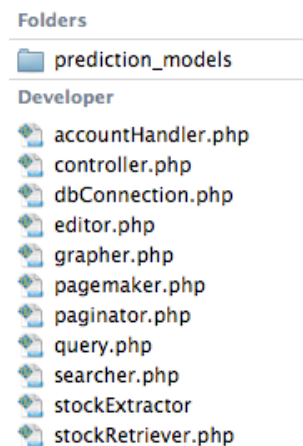 Folders
prediction_models
Developer
accountHandler.php
controller.php
dbConnection.php
editor.php
grapher.php
pagemaker.php
paginator.php
query.php
searcher.php
stockExtractor
stockRetriever.php